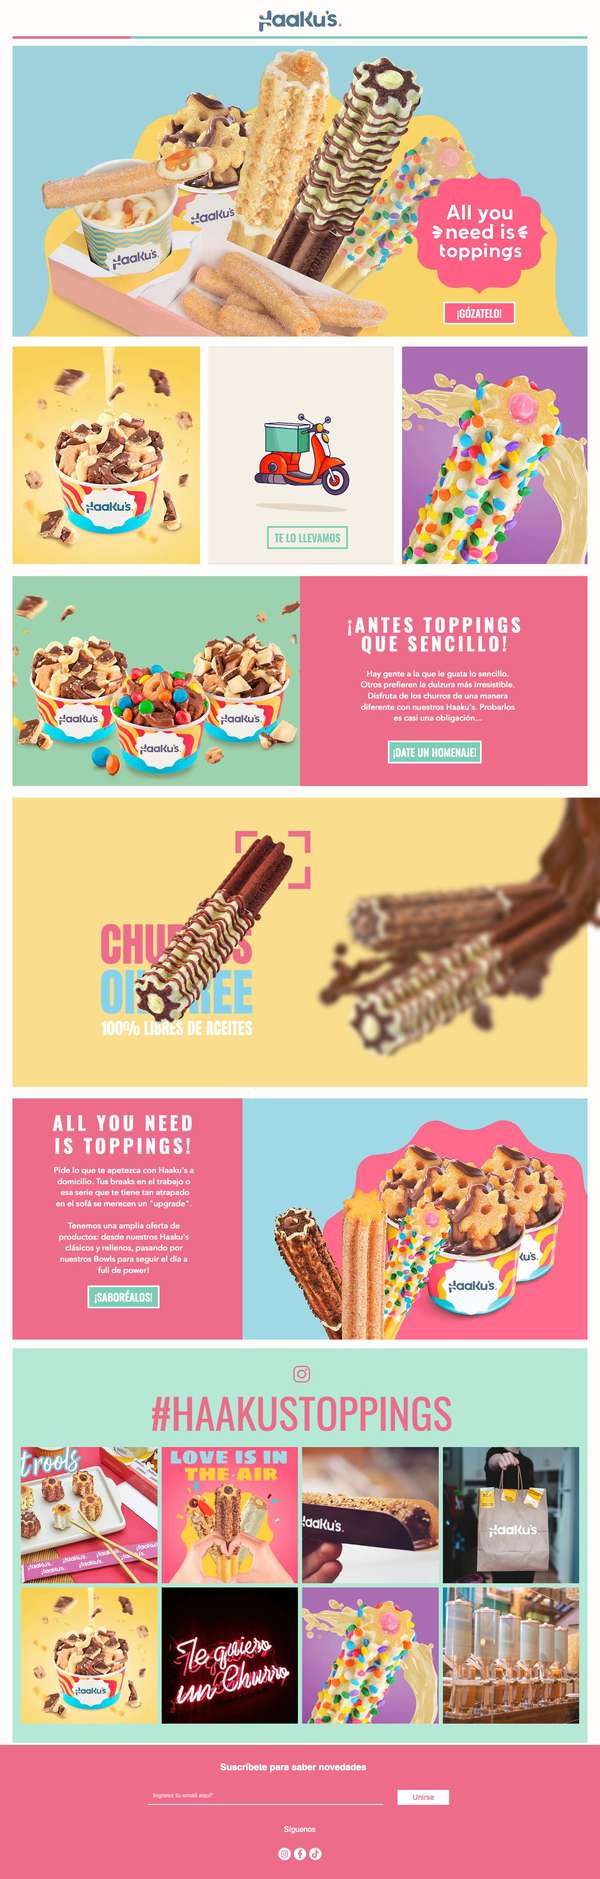 Haaku's
All you
need is
toppings
Haaku's
Haaku's
¡GÓZATELO!
Haaku's
TE LO LLEVAMOS
¡ANTES TOPPINGS
QUE SENCILLO!
Hay gente a la que le gusta lo sencillo.
Otros prefieren la dulzura más irresistible.
Disfruta de los churros de una manera
diferente con nuestros Haaku's. Probarlos
es casi una obligación...
¡DATE UN HOMENAJE!
Haaku's
Haaku's
Haaku's
CHURROS
OIL FREE
100% LIBRES DE ACEITES
ALL YOU NEED
IS TOPPINGS!
Pide lo que te apetezca con Haaku's a
domicilio. Tus breaks en el trabajo o
esa serie que te tiene tan atrapado
en el sofá se merecen un "upgrade".
Tenemos una amplia oferta de
productos: desde nuestros Haaku's
clásicos y rellenos, pasando por
nuestros Bowls para seguir el día a
full de power!
¡SABORÉALOS!
Haaku's
Haaku's
#HAAKUSTOPPINGS
trools
LOVE IS IN
THE AIR
Haaku's
Haaku's
Haaku's
Te quiero
un Churro
Suscríbete para saber novedades
Ingresa tu email aquí*
Unirse
Síguenos